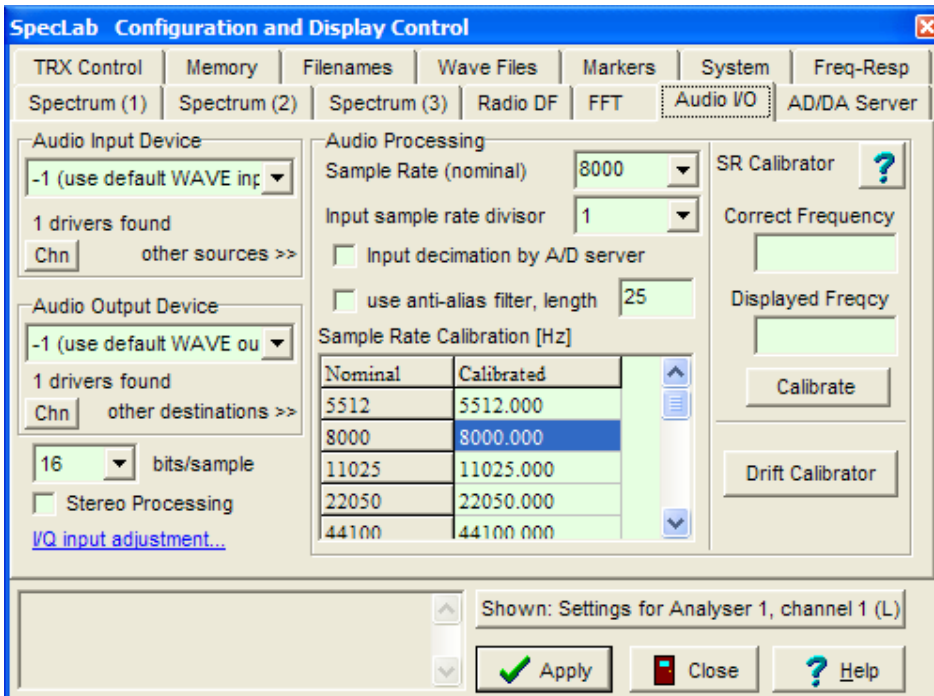 SpecLab Configuration and Display Control
TRX Control Memory Filenames Wave Files Markers System Freq-Resp
Spectrum (1) Spectrum (2) Spectrum (3) Radio DF FFT Audio I/O AD/DA Server
Audio Input Device
-1 (use default WAVE inp
1 drivers found
Chn other sources >>
Audio Output Device
-1 (use default WAVE ou
1 drivers found
Chn other destinations >>
16 bits/sample
Stereo Processing
I/Q input adjustment...
Audio Processing
Sample Rate (nominal) 8000
Input sample rate divisor 1
Input decimation by A/D server
use anti-alias filter, length 25
Sample Rate Calibration [Hz]
Nominal Calibrated
5512 5512.000
8000 8000.000
11025 11025.000
22050 22050.000
44100 44100.000
SR Calibrator ?
Correct Frequency
Displayed Freqcy
Calibrate
Drift Calibrator
Shown: Settings for Analyser 1, channel 1 (L)
Apply Close ? Help